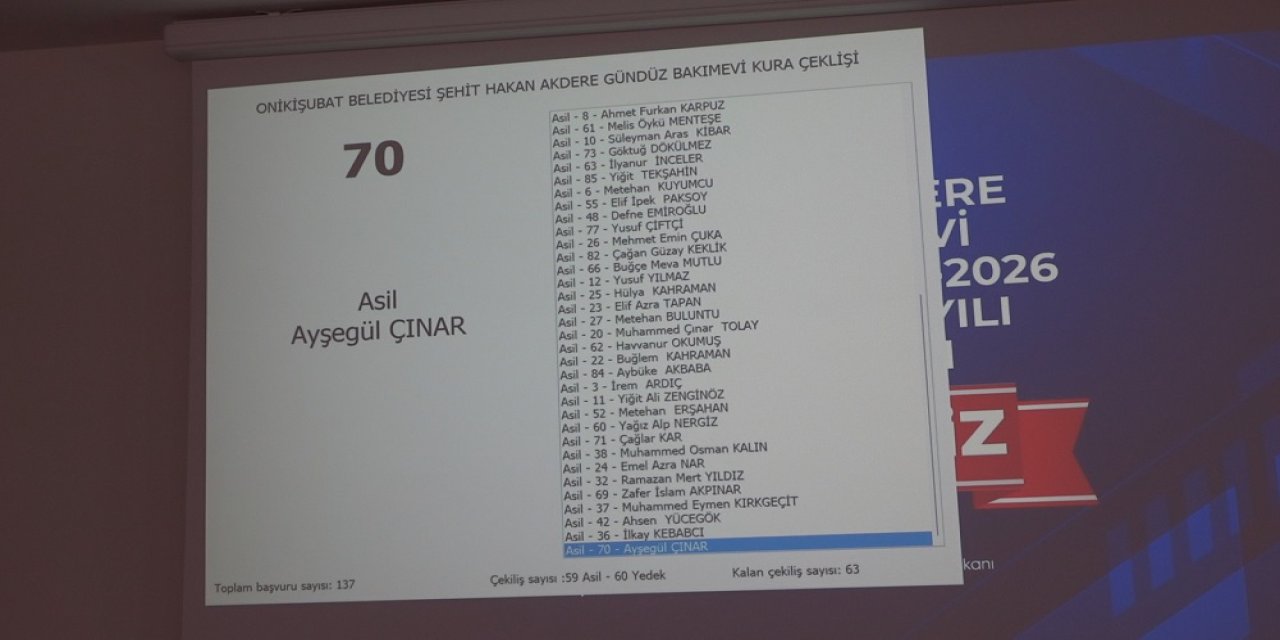 ONİKİŞUBAT BELEDİYESİ ŞEHİT HAKAN AKDERE GÜNDÜZ BAKIMEVİ KURA ÇEKLİŞİ
70
Asil
Ayşegül ÇINAR
Asil - 8 - Ahmet Furkan KARPUZ
Asil - 61 - Melis Öykü MENTEŞE
Asil - 10 - Süleyman Aras KİBAR
Asil - 73 - Göktuğ DÖKÜLMEZ
Asil - 63 - İlyanur İNCELER
Asil - 85 - Yiğit TEKŞAHİN
Asil - 6 - Metehan KUYUMCU
Asil - 55 - Elif İpek PAKSOY
Asil - 48 - Defne EMİROĞLU
Asil - 77 - Yusuf ÇİFTÇİ
Asil - 26 - Mehmet Emin ÇUKA
Asil - 82 - Çağan Güzay KEKLİK
Asil - 66 - Buğçe Meva MUTLU
Asil - 12 - Yusuf YILMAZ
Asil - 25 - Hülya KAHRAMAN
Asil - 23 - Elif Azra TAPAN
Asil - 27 - Metehan BULUNTU
Asil - 20 - Muhammed Çınar TOLAY
Asil - 62 - Havvanur OKUMUŞ
Asil - 22 - Buğlem KAHRAMAN
Asil - 84 - Aybüke AKBABA
Asil - 3 - İrem ARDIÇ
Asil - 11 - Yiğit Ali ZENGİNÖZ
Asil - 52 - Metehan ERŞAHAN
Asil - 60 - Yağız Alp NERGİZ
Asil - 71 - Çağlar KAR
Asil - 38 - Muhammed Osman KALIN
Asil - 24 - Emel Azra NAR
Asil - 32 - Ramazan Mert YILDIZ
Asil - 69 - Zafer İslam AKPINAR
Asil - 37 - Muhammed Eymen KIRKGEÇİT
Asil - 42 - Ahsen YÜCEGÖK
Asil - 36 - İlkay KEBABCI
Asil - 70 - Ayşegül ÇINAR
Toplam başvuru sayısı: 137
Çekiliş sayısı :59 Asil - 60 Yedek
Kalan çekiliş sayısı: 63
ERE
Vİ
-2026
YILI
İZ
kanı